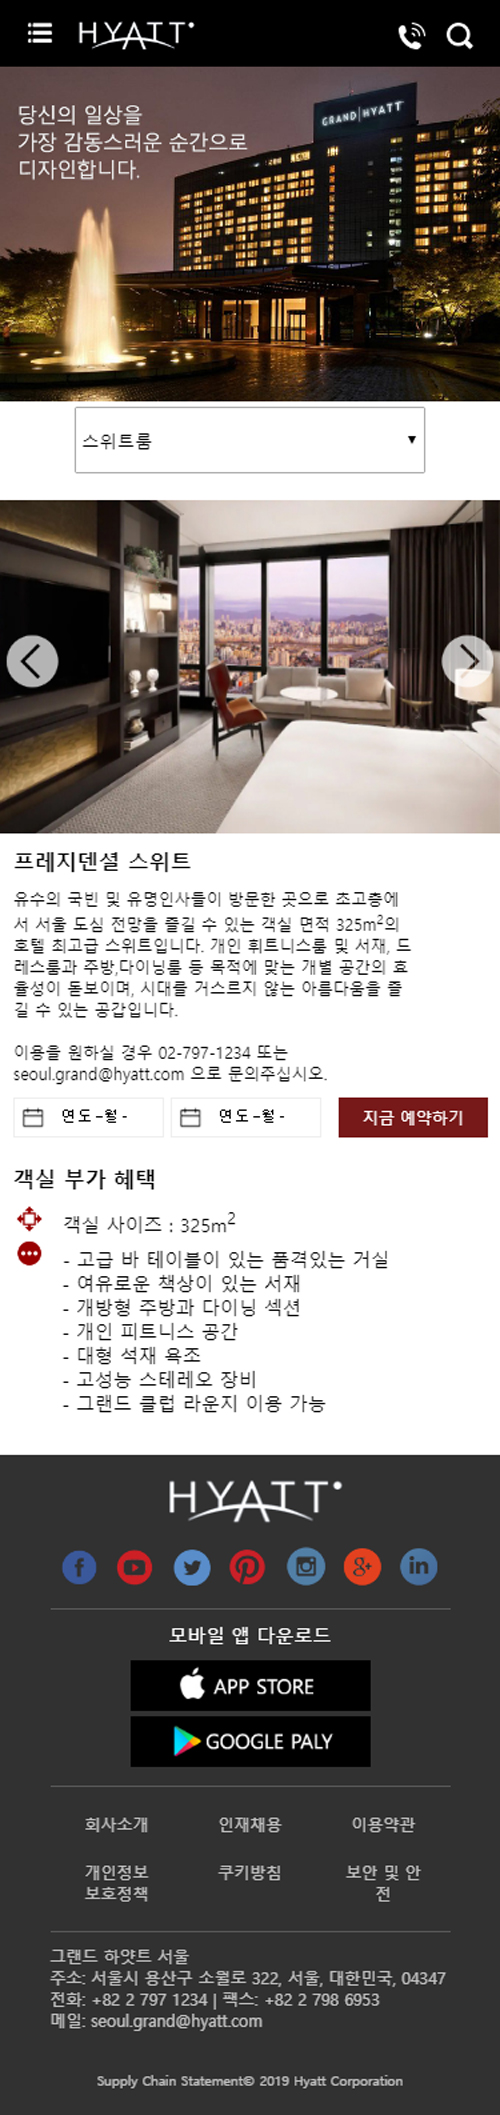 HYATT
당신의 일상을
가장 감동스러운 순간으로
디자인합니다.
GRAND|HYATT
스위트룸
프레지덴셜 스위트
유수의 국빈 및 유명인사들이 방문한 곳으로 초고층에
서 서울 도심 전망을 즐길 수 있는 객실 면적 325m²의
호텔 최고급 스위트입니다. 개인 휘트니스룸 및 서재, 드
레스룸과 주방,다이닝룸 등 목적에 맞는 개별 공간의 효
율성이 돋보이며, 시대를 거스르지 않는 아름다움을 즐
길 수 있는 공갑입니다.
이용을 원하실 경우 02-797-1234 또는
seoul.grand@hyatt.com 으로 문의주십시오.
연도-월- 연도-월- 지금 예약하기
객실 부가 혜택
객실 사이즈 : 325m²
- 고급 바 테이블이 있는 품격있는 거실
- 여유로운 책상이 있는 서재
- 개방형 주방과 다이닝 섹션
- 개인 피트니스 공간
- 대형 석재 욕조
- 고성능 스테레오 장비
- 그랜드 클럽 라운지 이용 가능
HYATT
모바일 앱 다운로드
APP STORE
GOOGLE PALY
회사소개 인재채용 이용약관
개인정보 쿠키방침 보안 및 안
보호정책 전
그랜드 하얏트 서울
주소: 서울시 용산구 소월로 322, 서울, 대한민국, 04347
전화: +82 2 797 1234 | 팩스: +82 2 798 6953
메일: seoul.grand@hyatt.com
Supply Chain Statement© 2019 Hyatt Corporation